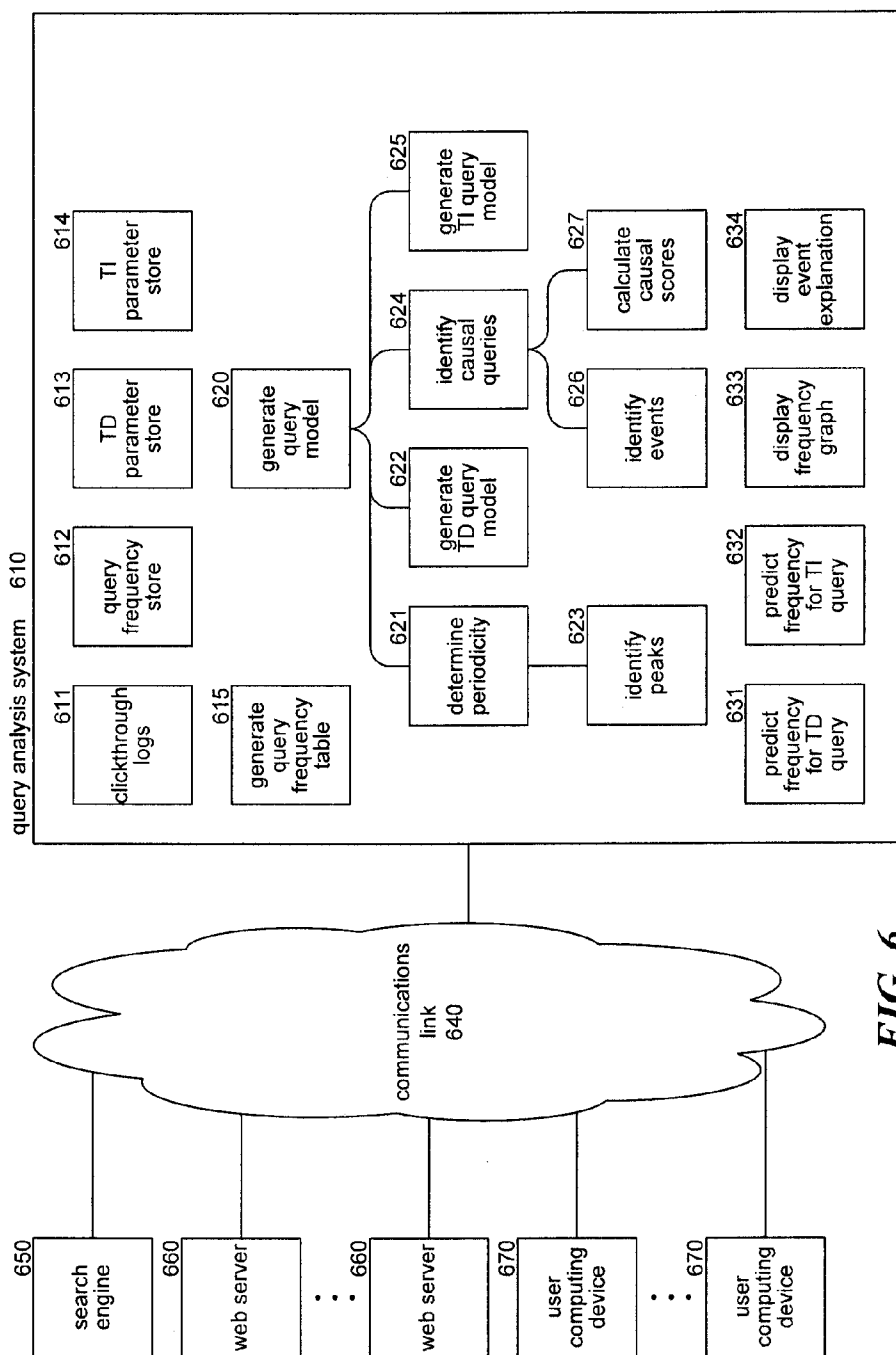 query analysis system 610
611
clickthrough
logs
612
query
frequency
store
613
TD
parameter
store
614
TI
parameter
store
615
generate
query
frequency
table
620
generate
query
model
621
determine
periodicity
622
generate
TD query
model
624
identify
causal
queries
625
generate
TI query
model
623
identify
peaks
626
identify
events
627
calculate
causal
scores
631
predict
frequency
for TD
query
632
predict
frequency
for TI
query
633
display
frequency
graph
634
display
event
explanation
communications
link
640
650
search
engine
660
web server
660
web server
670
user
computing
device
670
user
computing
device
FIG. 6